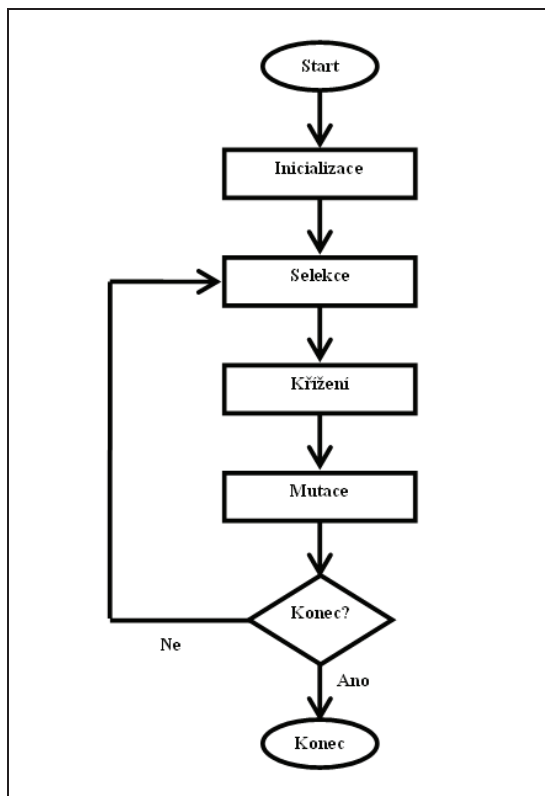 Start
Inicializace
Selekce
Křížení
Mutace
Konec?
Ne
Ano
Konec